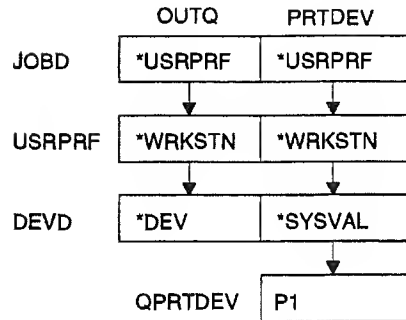 OUTQ PRTDEV
JOBD *USRPRF *USRPRF
USRPRF *WRKSTN *WRKSTN
DEVD *DEV *SYSVAL
QPRTDEV P1